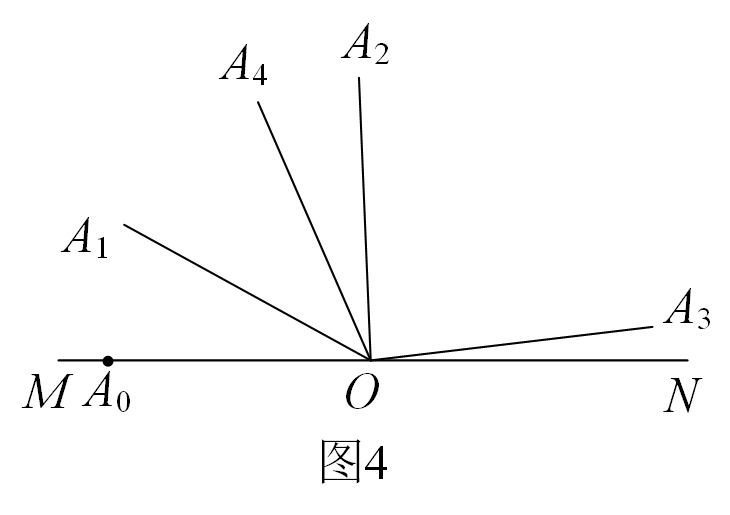 A₄ A₂
A₁
A₃
M A₀ O N
图4